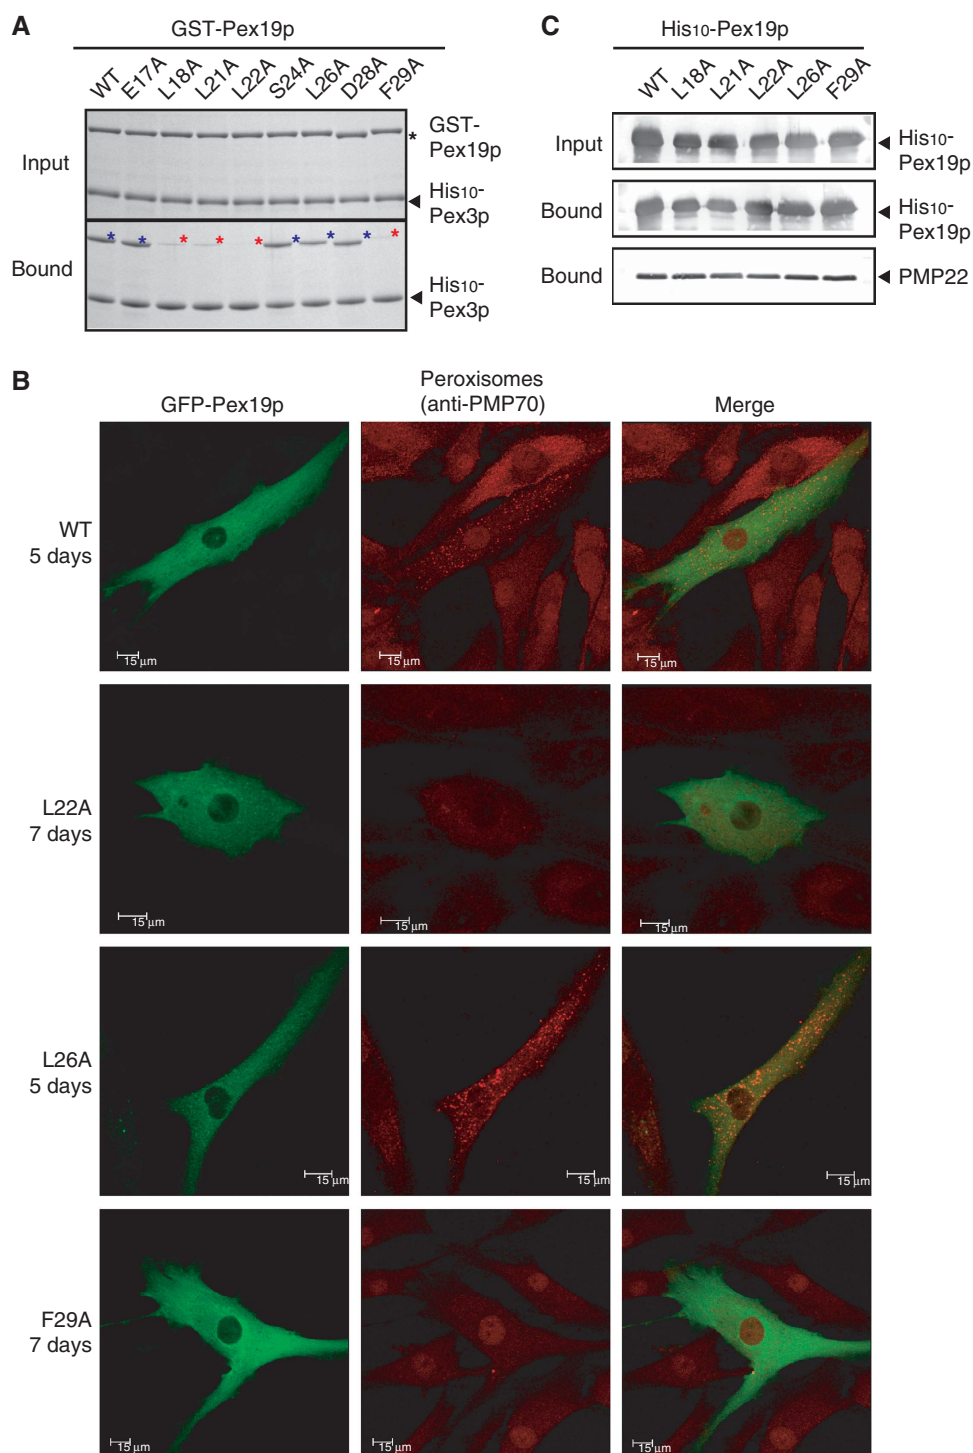 A
GST-Pex19p
WT E17A L18A L21A L22A S24A L26A D28A F29A
Input
* GST-
Pex19p
His10-
Pex3p
Bound
* * * * * * * * *
His10-
Pex3p
C
His10-Pex19p
WT L18A L21A L22A L26A F29A
Input
His10-
Pex19p
Bound
His10-
Pex19p
Bound
PMP22
B
GFP-Pex19p
Peroxisomes
(anti-PMP70)
Merge
WT
5 days
15 μm
15 μm
15 μm
L22A
7 days
15 μm
15 μm
15 μm
L26A
5 days
15 μm
15 μm
15 μm
F29A
7 days
15 μm
15 μm
15 μm